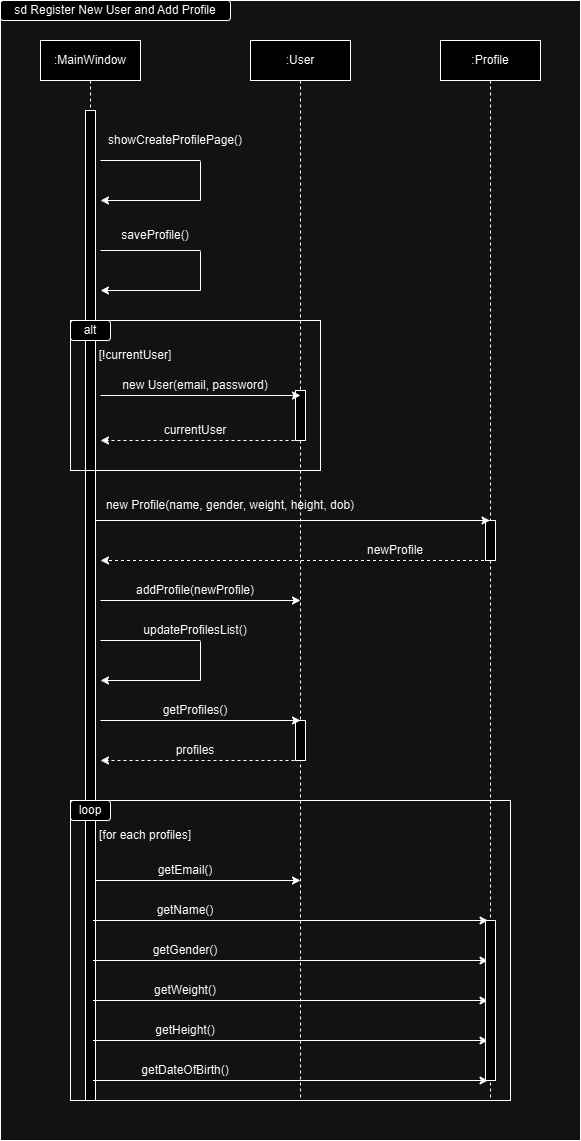 sd Register New User and Add Profile
:MainWindow
:User
:Profile
showCreateProfilePage()
saveProfile()
alt
[!currentUser]
new User(email, password)
currentUser
new Profile(name, gender, weight, height, dob)
newProfile
addProfile(newProfile)
updateProfilesList()
getProfiles()
profiles
loop
[for each profiles]
getEmail()
getName()
getGender()
getWeight()
getHeight()
getDateOfBirth()